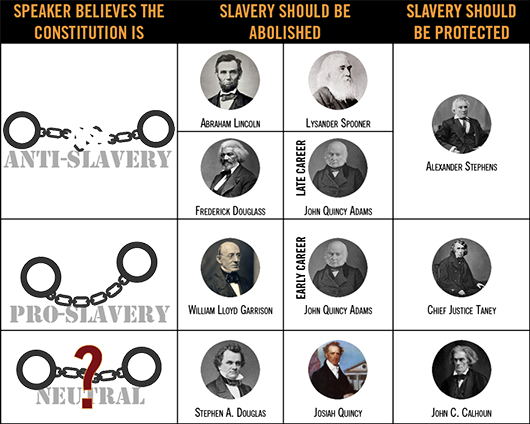 SPEAKER BELIEVES THE
CONSTITUTION IS
SLAVERY SHOULD BE
ABOLISHED
SLAVERY SHOULD
BE PROTECTED
ANTI-SLAVERY
ABRAHAM LINCOLN
LYSANDER SPOONER
ALEXANDER STEPHENS
FREDERICK DOUGLASS
LATE CAREER
JOHN QUINCY ADAMS
PRO-SLAVERY
WILLIAM LLOYD GARRISON
EARLY CAREER
JOHN QUINCY ADAMS
CHIEF JUSTICE TANEY
?
NEUTRAL
STEPHEN A. DOUGLAS
JOSIAH QUINCY
JOHN C. CALHOUN